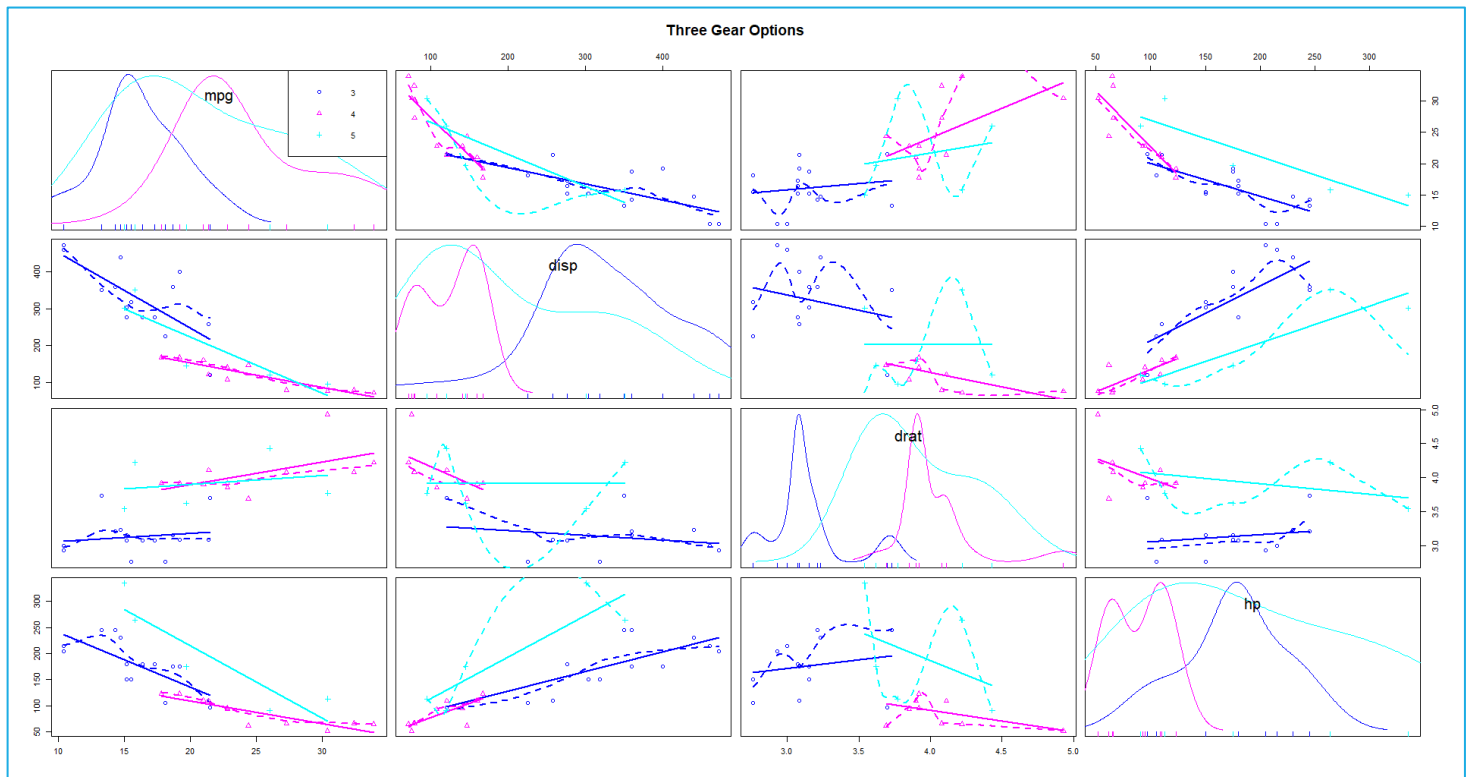 Three Gear Options
100 200 300 400
50 100 150 200 250 300
mpg
3
4
5
10 15 20 25 30
disp
100 200 300 400
drat
3.0 3.5 4.0 4.5 5.0
hp
50 100 150 200 250 300
10 15 20 25 30
3.0 3.5 4.0 4.5 5.0